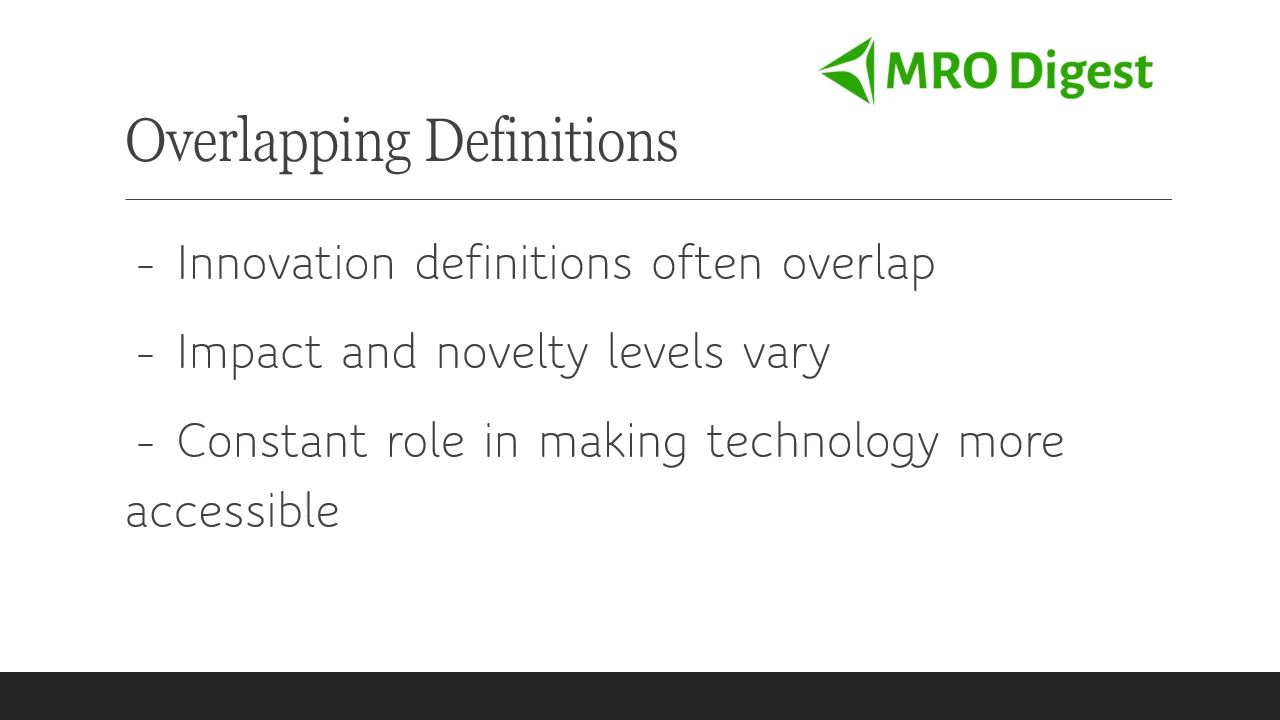 MRO Digest
Overlapping Definitions
- Innovation definitions often overlap
- Impact and novelty levels vary
- Constant role in making technology more
accessible